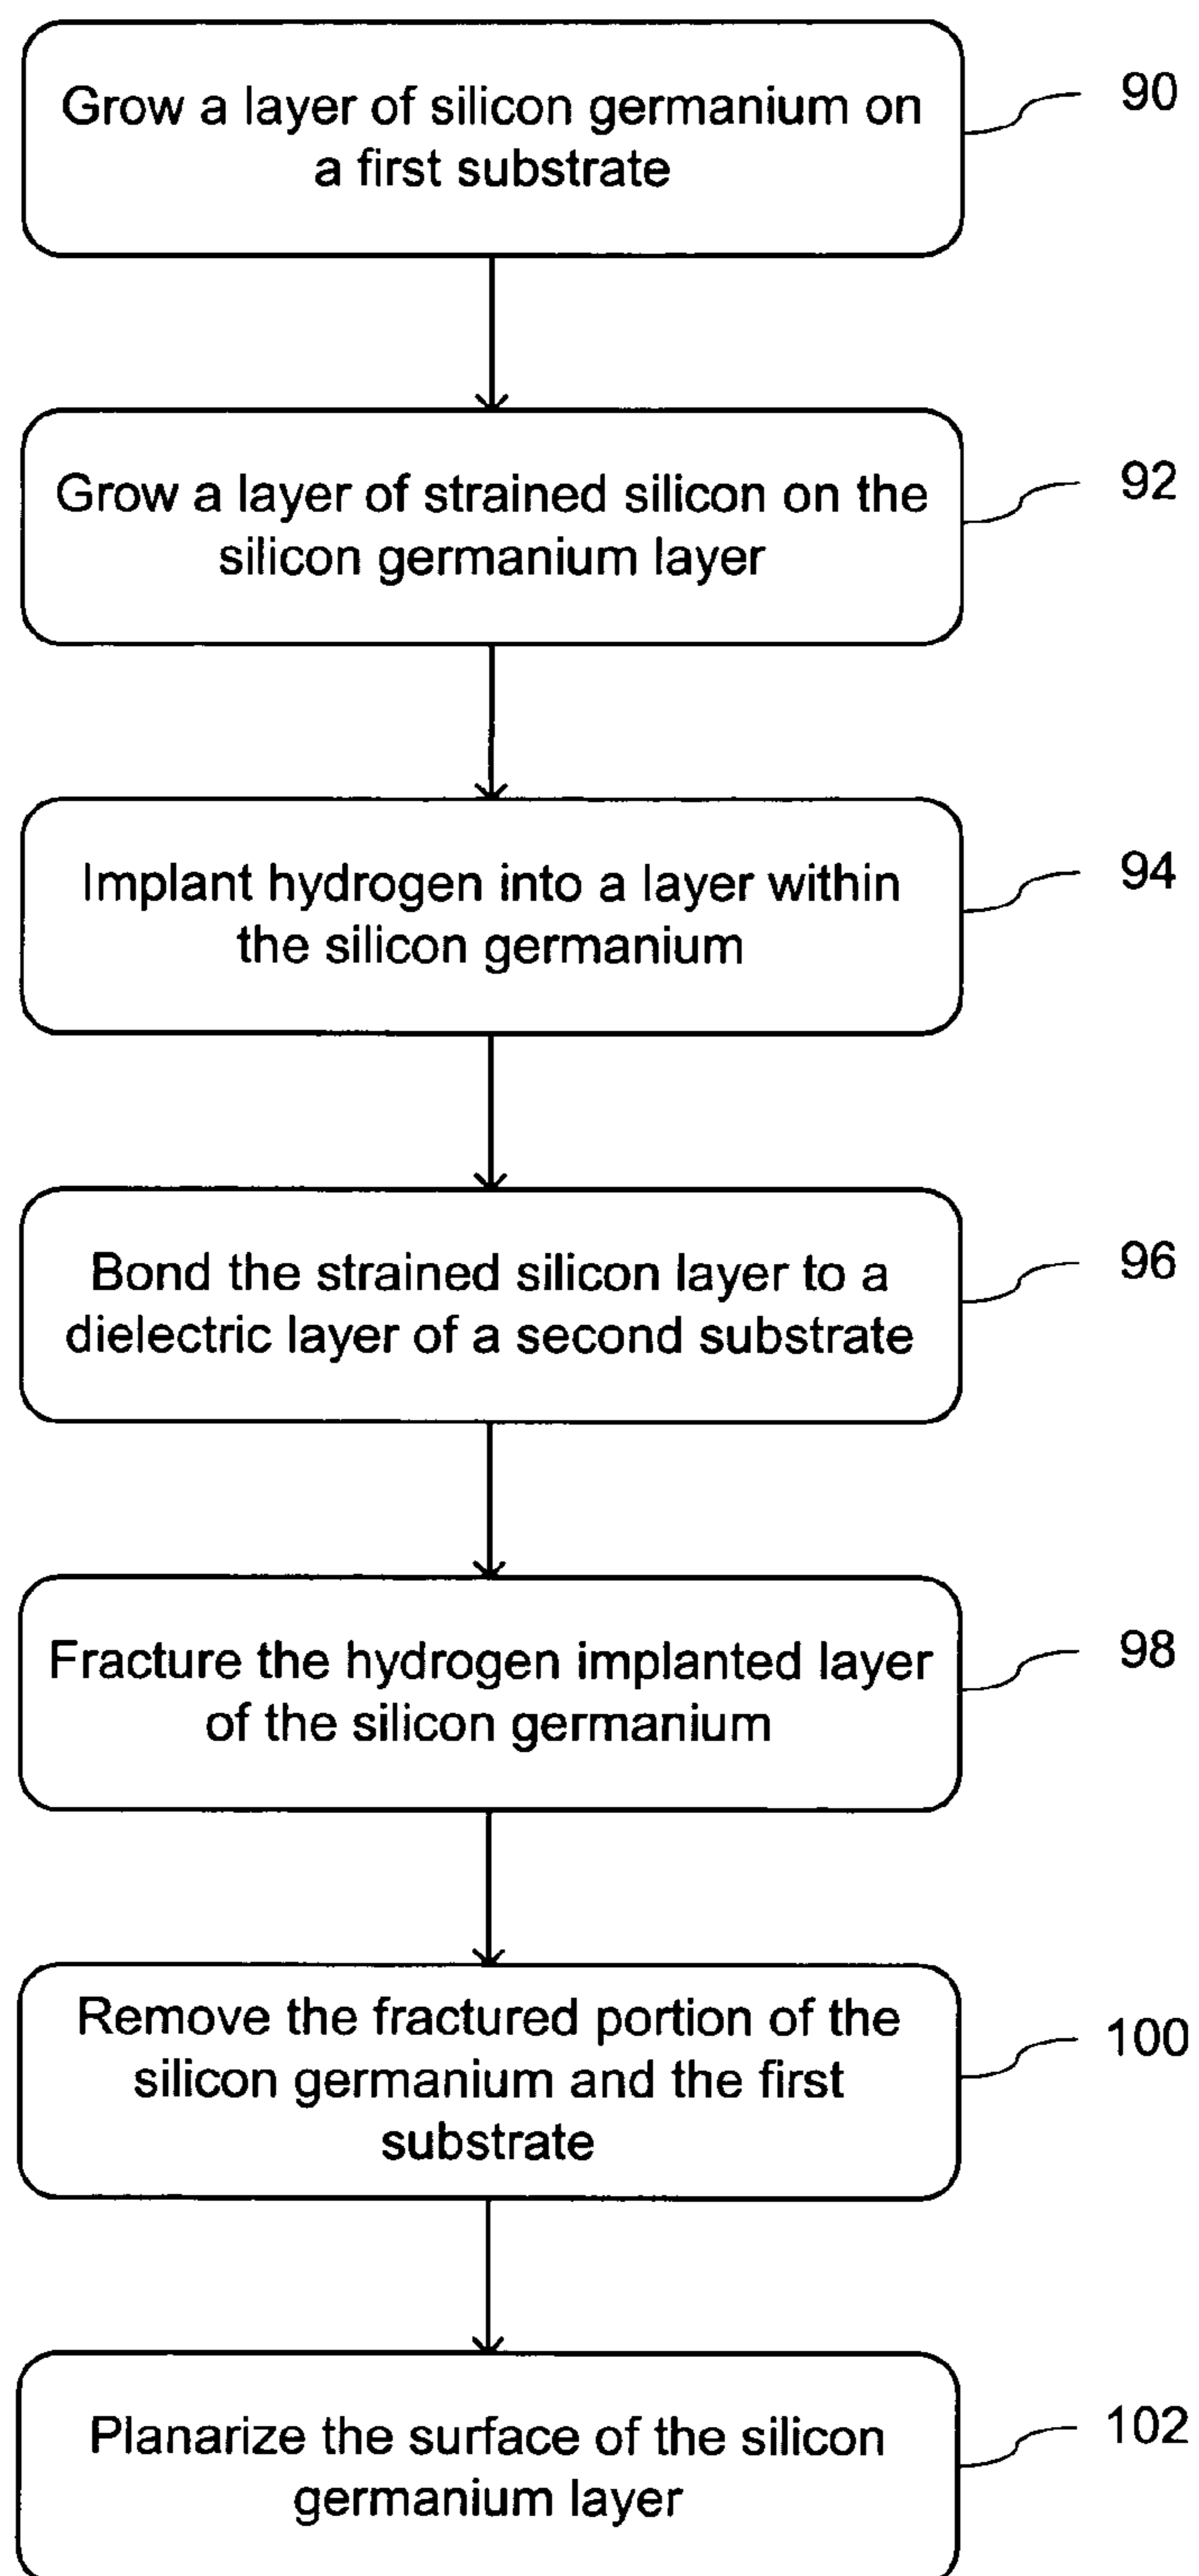 Grow a layer of silicon germanium on
a first substrate
90
Grow a layer of strained silicon on the
silicon germanium layer
92
Implant hydrogen into a layer within
the silicon germanium
94
Bond the strained silicon layer to a
dielectric layer of a second substrate
96
Fracture the hydrogen implanted layer
of the silicon germanium
98
Remove the fractured portion of the
silicon germanium and the first
substrate
100
Planarize the surface of the silicon
germanium layer
102